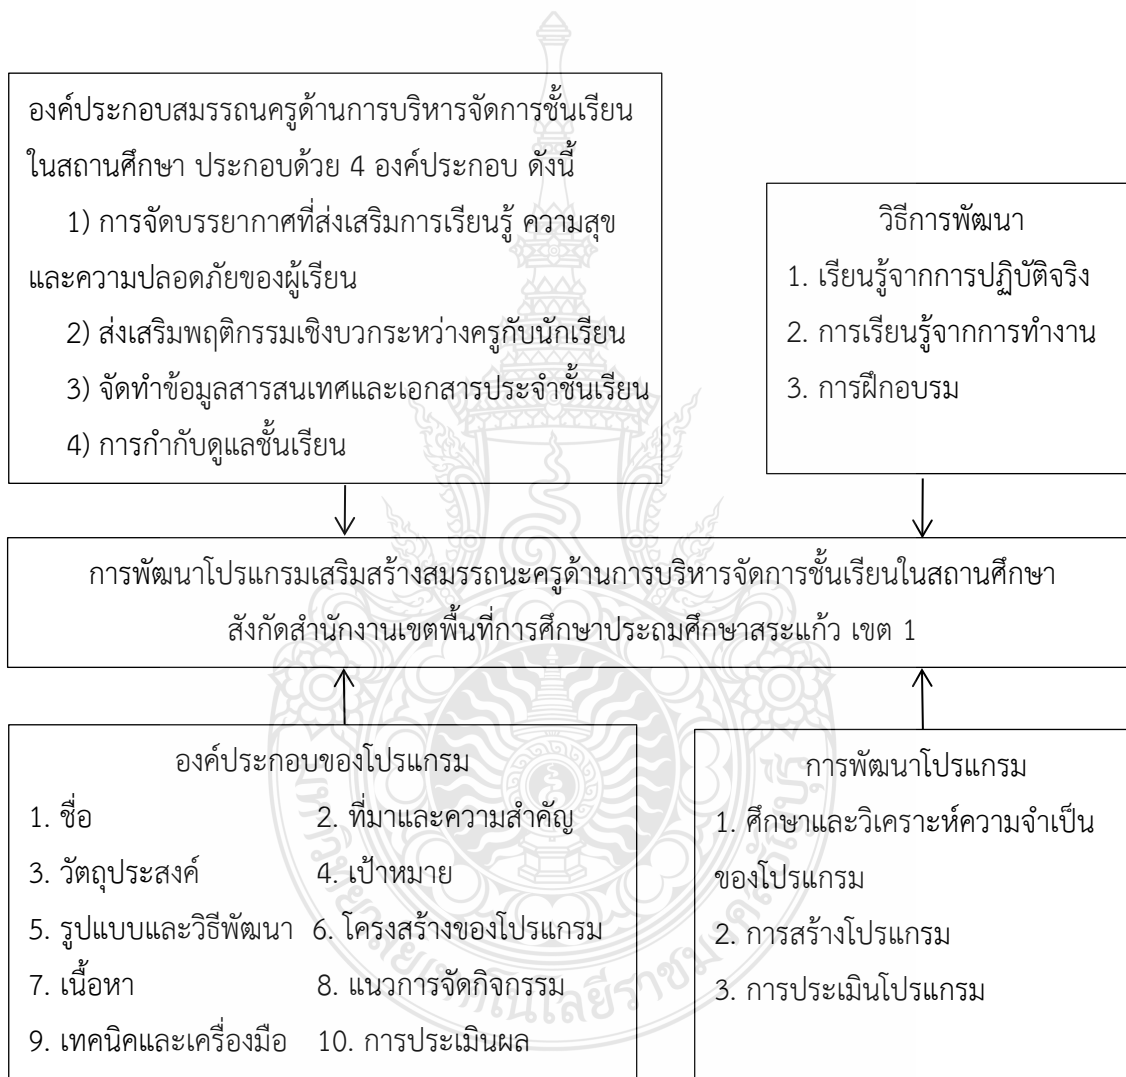 องค์ประกอบสมรรถนครูด้านการบริหารจัดการชั้นเรียน
ในสถานศึกษา ประกอบด้วย 4 องค์ประกอบ ดังนี้
1) การจัดบรรยากาศที่ส่งเสริมการเรียนรู้ ความสุข
และความปลอดภัยของผู้เรียน
2) ส่งเสริมพฤติกรรมเชิงบวกระหว่างครูกับนักเรียน
3) จัดทำข้อมูลสารสนเทศและเอกสารประจำชั้นเรียน
4) การกำกับดูแลชั้นเรียน
วิธีการพัฒนา
1. เรียนรู้จากการปฏิบัติจริง
2. การเรียนรู้จากการทำงาน
3. การฝึกอบรม
การพัฒนาโปรแกรมเสริมสร้างสมรรถนะครูด้านการบริหารจัดการชั้นเรียนในสถานศึกษา
สังกัดสำนักงานเขตพื้นที่การศึกษาประถมศึกษาสระแก้ว เขต 1
องค์ประกอบของโปรแกรม
1. ชื่อ 2. ที่มาและความสำคัญ
3. วัตถุประสงค์ 4. เป้าหมาย
5. รูปแบบและวิธีพัฒนา 6. โครงสร้างของโปรแกรม
7. เนื้อหา 8. แนวการจัดกิจกรรม
9. เทคนิคและเครื่องมือ 10. การประเมินผล
การพัฒนาโปรแกรม
1. ศึกษาและวิเคราะห์ความจำเป็น
ของโปรแกรม
2. การสร้างโปรแกรม
3. การประเมินโปรแกรม